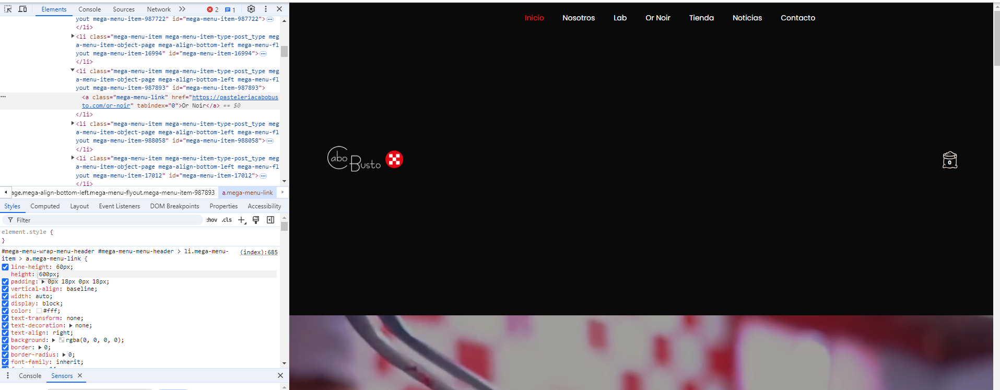 Elements Console Sources Network 2 1
yout mega-menu-item-987722" id="mega-menu-item-987722">
</li>
<li class="mega-menu-item mega-menu-item-type-post_type meg
a-menu-item-object-page mega-align-bottom-left mega-menu-fl
yout mega-menu-item-16994" id="mega-menu-item-16994">
</li>
<li class="mega-menu-item mega-menu-item-type-post_type meg
a-menu-item-object-page mega-align-bottom-left mega-menu-fl
yout mega-menu-item-987893" id="mega-menu-item-987893">
<a class="mega-menu-link" href="https://pasteleriacabobus
to.com/or-noir" tabindex="0">Or Noir</a> == $0
</li>
<li class="mega-menu-item mega-menu-item-type-post_type meg
a-menu-item-object-page mega-align-bottom-left mega-menu-fl
yout mega-menu-item-988058" id="mega-menu-item-988058">
</li>
<li class="mega-menu-item mega-menu-item-type-post_type meg
a-menu-item-object-page mega-align-bottom-left mega-menu-fl
yout mega-menu-item-17012" id="mega-menu-item-17012">
</li>
age.mega-align-bottom-left.mega-menu-flyout.mega-menu-item-987893 a.mega-menu-link
Styles Computed Layout Event Listeners DOM Breakpoints Properties Accessibility
Filter :hov .cls
element.style {
}
#mega-menu-wrap-menu-header #mega-menu-menu-header > li.mega-menu- (index):685
item > a.mega-menu-link {
line-height: 60px;
height: 600px;
padding: 0px 18px 0px 18px;
vertical-align: baseline;
width: auto;
display: block;
color: #fff;
text-transform: none;
text-decoration: none;
text-align: right;
background: rgba(0, 0, 0, 0);
border: 0;
border-radius: 0;
font-family: inherit;
Console Sensors
Inicio Nosotros Lab Or Noir Tienda Noticias Contacto
Cabo
Busto
0